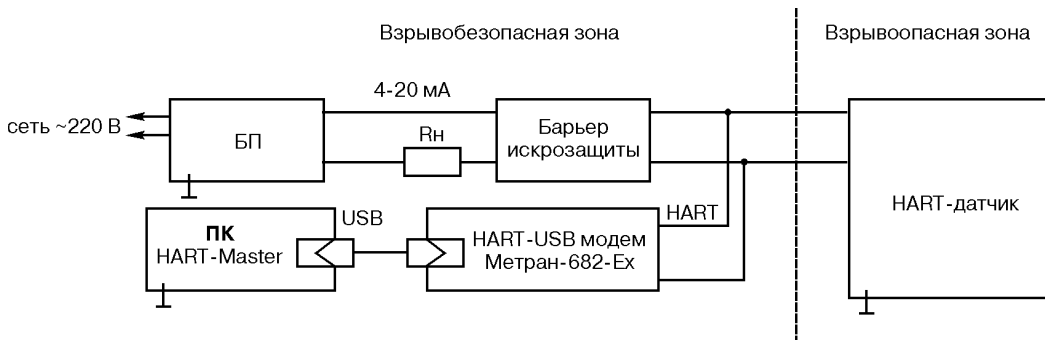 Взрывобезопасная зона
Взрывоопасная зона
4-20 мА
сеть ~220 В
БП
Rн
Барьер
искрозащиты
HART-датчик
USB
HART
ПК
HART-Master
HART-USB модем
Метран-682-Ex